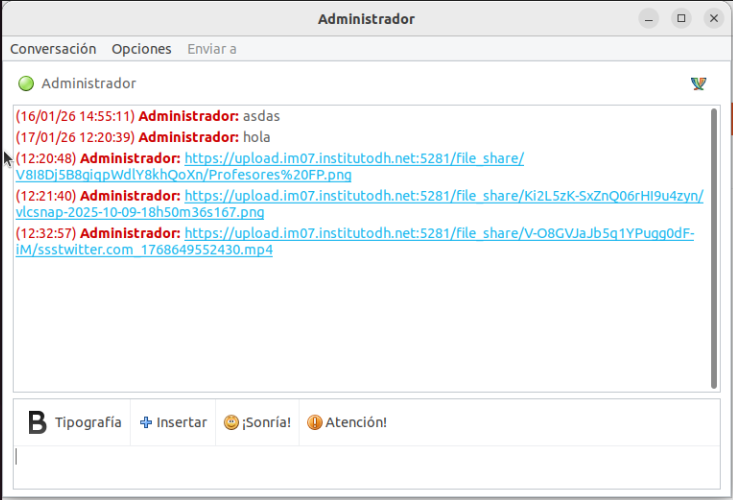 Administrador
Conversación Opciones Enviar a
Administrador
(16/01/26 14:55:11) Administrador: asdas
(17/01/26 12:20:39) Administrador: hola
(12:20:48) Administrador: https://upload.im07.institutodh.net:5281/file_share/
V8I8Dj5B8giqpWdlY8khQoXn/Profesores%20FP.png
(12:21:40) Administrador: https://upload.im07.institutodh.net:5281/file_share/Ki2L5zK-SxZnQ06rHI9u4zyn/
vlcsnap-2025-10-09-18h50m36s167.png
(12:32:57) Administrador: https://upload.im07.institutodh.net:5281/file_share/V-O8GVJaJb5q1YPugg0dF-
iM/ssstwitter.com_1768649552430.mp4
B Tipografía Insertar ¡Sonría! Atención!